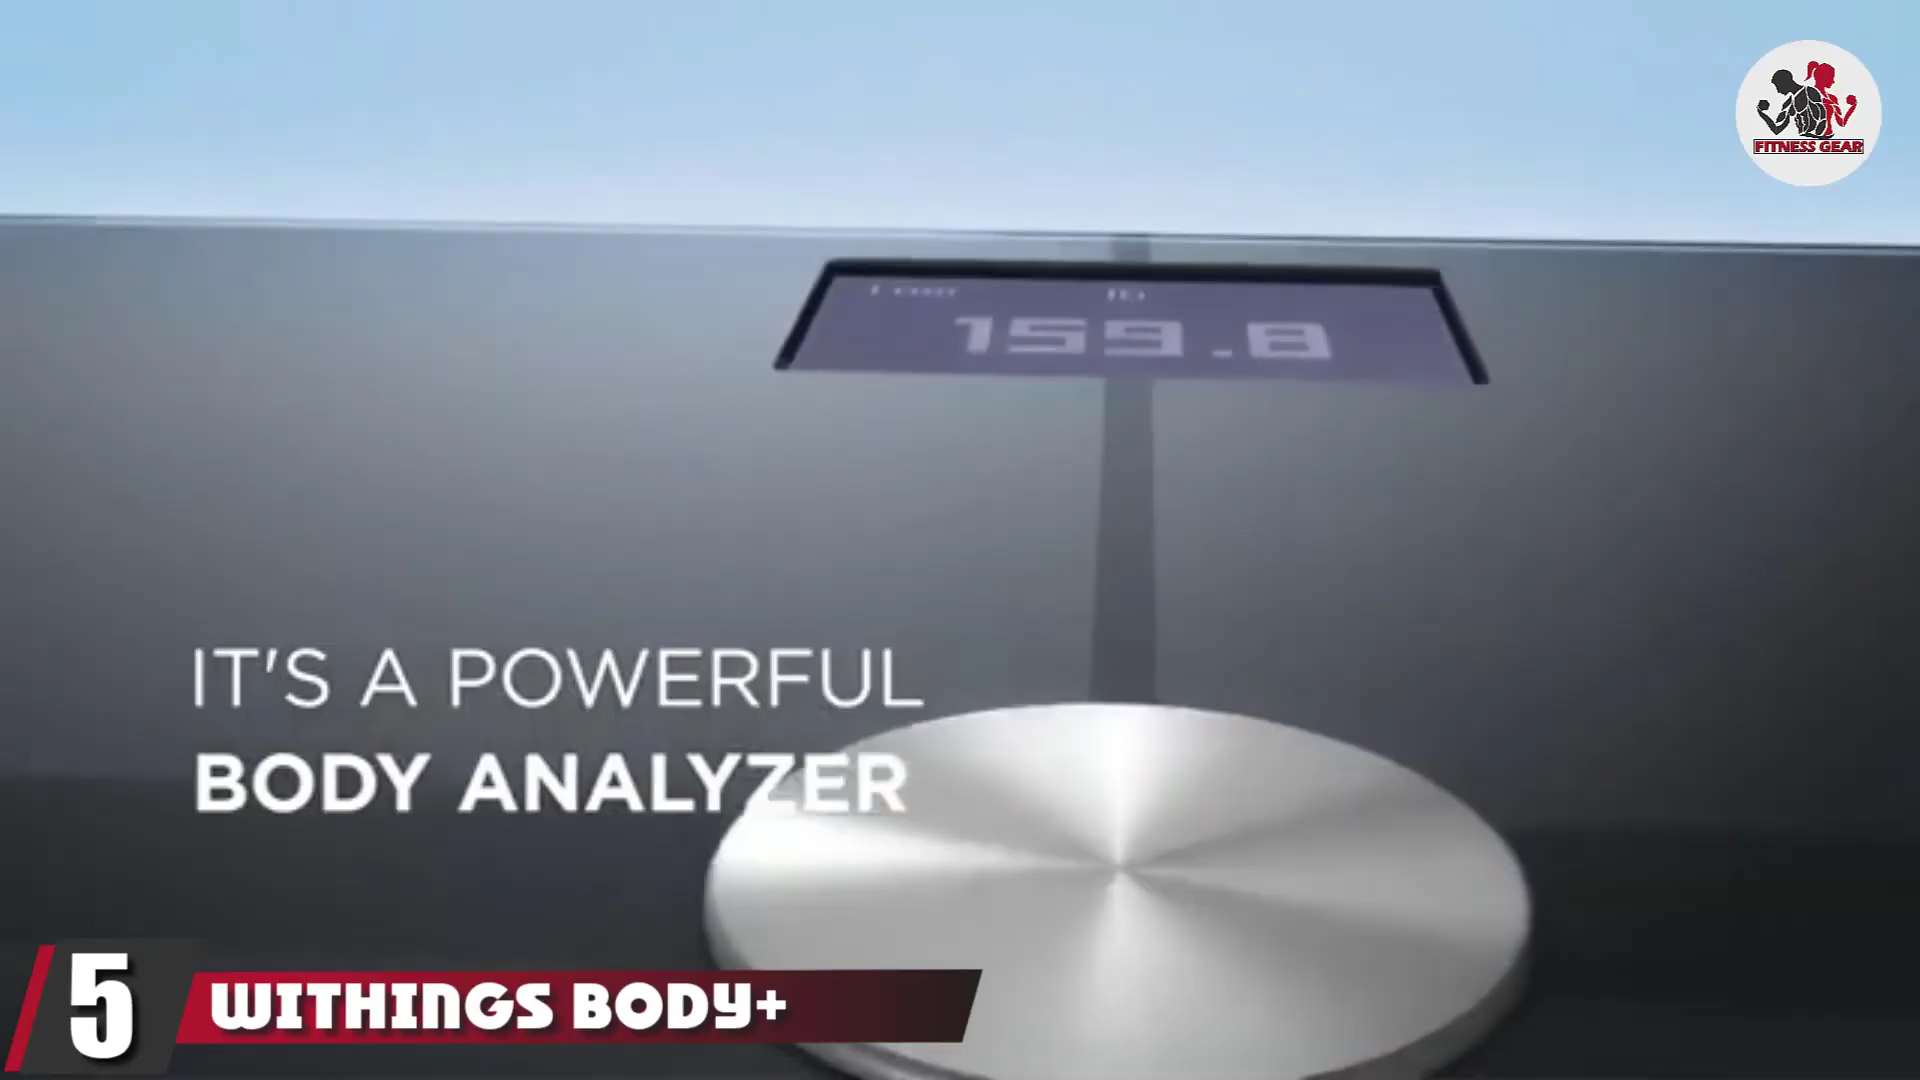 FITNESS GEAR
159.8
IT'S A POWERFUL
BODY ANALYZER
5
WITHINGS BODY+